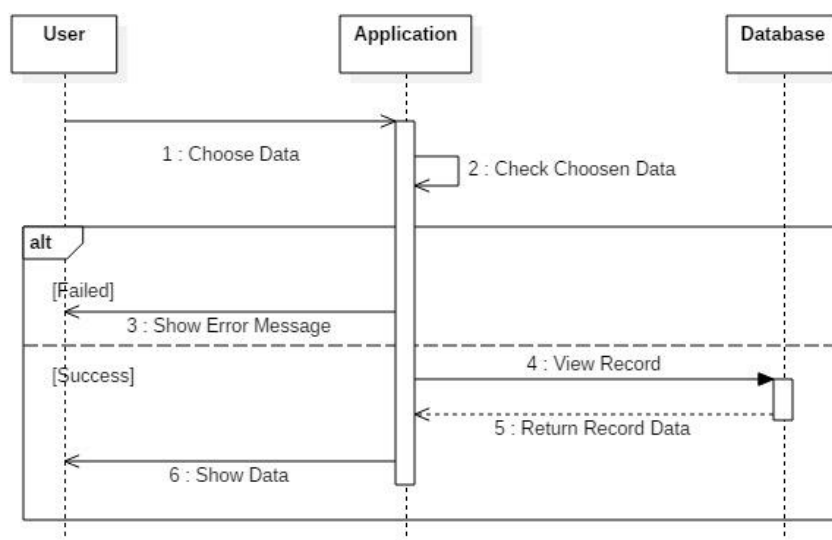 User
Application
Database
1 : Choose Data
2 : Check Choosen Data
alt
[Failed]
3 : Show Error Message
[Success]
4 : View Record
5 : Return Record Data
6 : Show Data